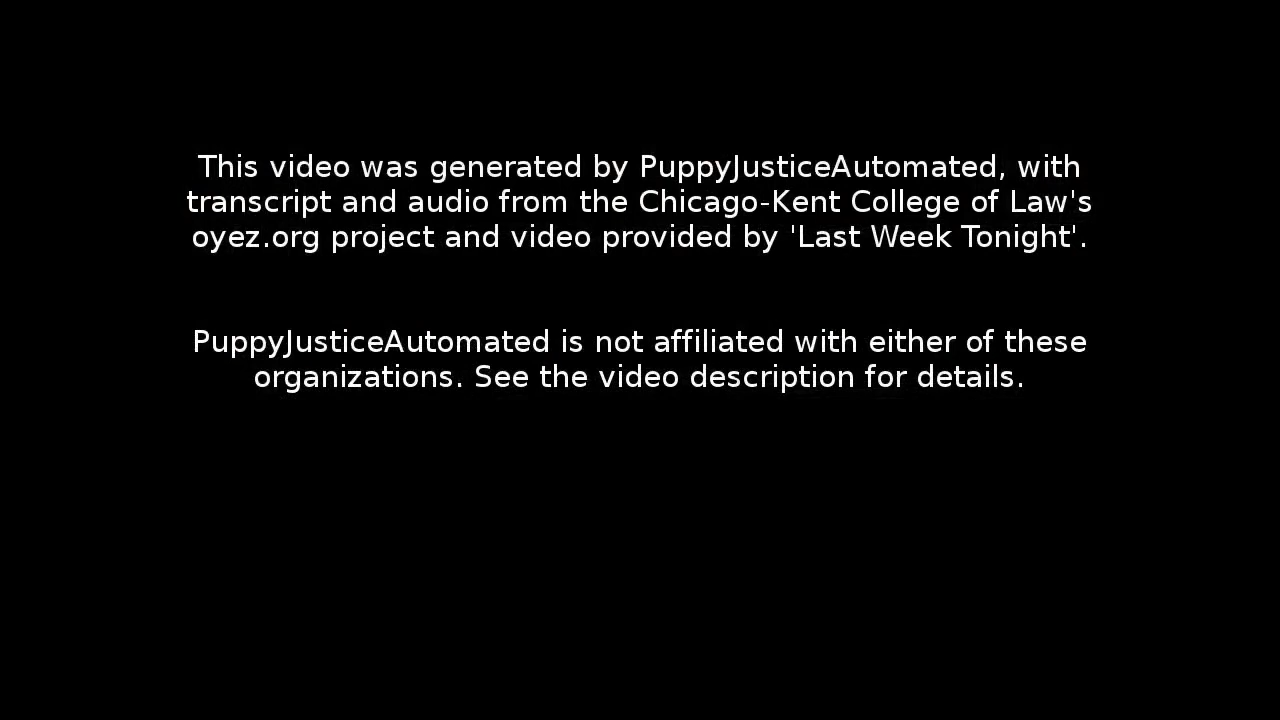 This video was generated by PuppyJusticeAutomated, with
transcript and audio from the Chicago-Kent College of Law's
oyez.org project and video provided by 'Last Week Tonight'.
PuppyJusticeAutomated is not affiliated with either of these
organizations. See the video description for details.